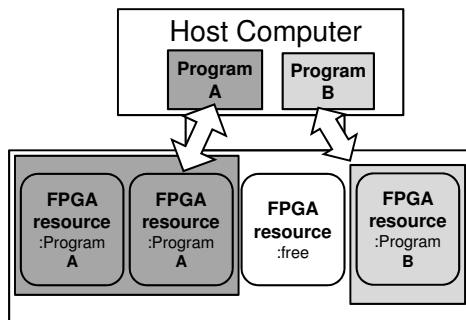 Host Computer
Program
A
Program
B
FPGA
resource
:Program
A
FPGA
resource
:Program
A
FPGA
resource
:free
FPGA
resource
:Program
B